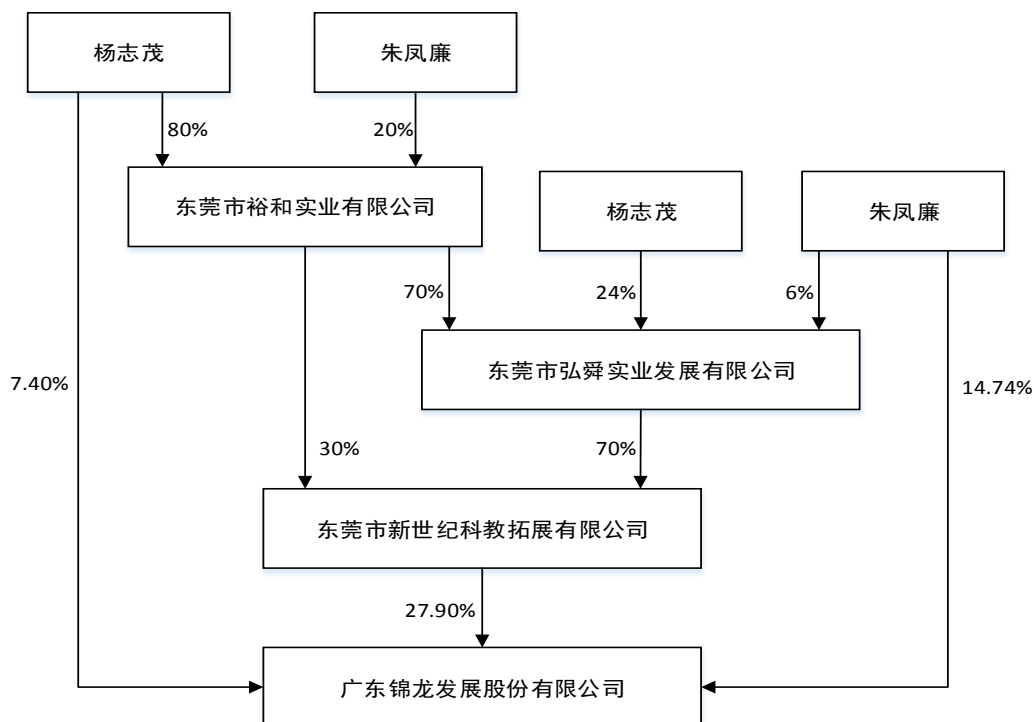 杨志茂
朱凤廉
80%
20%
东莞市裕和实业有限公司
杨志茂
朱凤廉
70%
24%
6%
东莞市弘舜实业发展有限公司
7.40%
14.74%
30%
70%
东莞市新世纪科教拓展有限公司
27.90%
广东锦龙发展股份有限公司